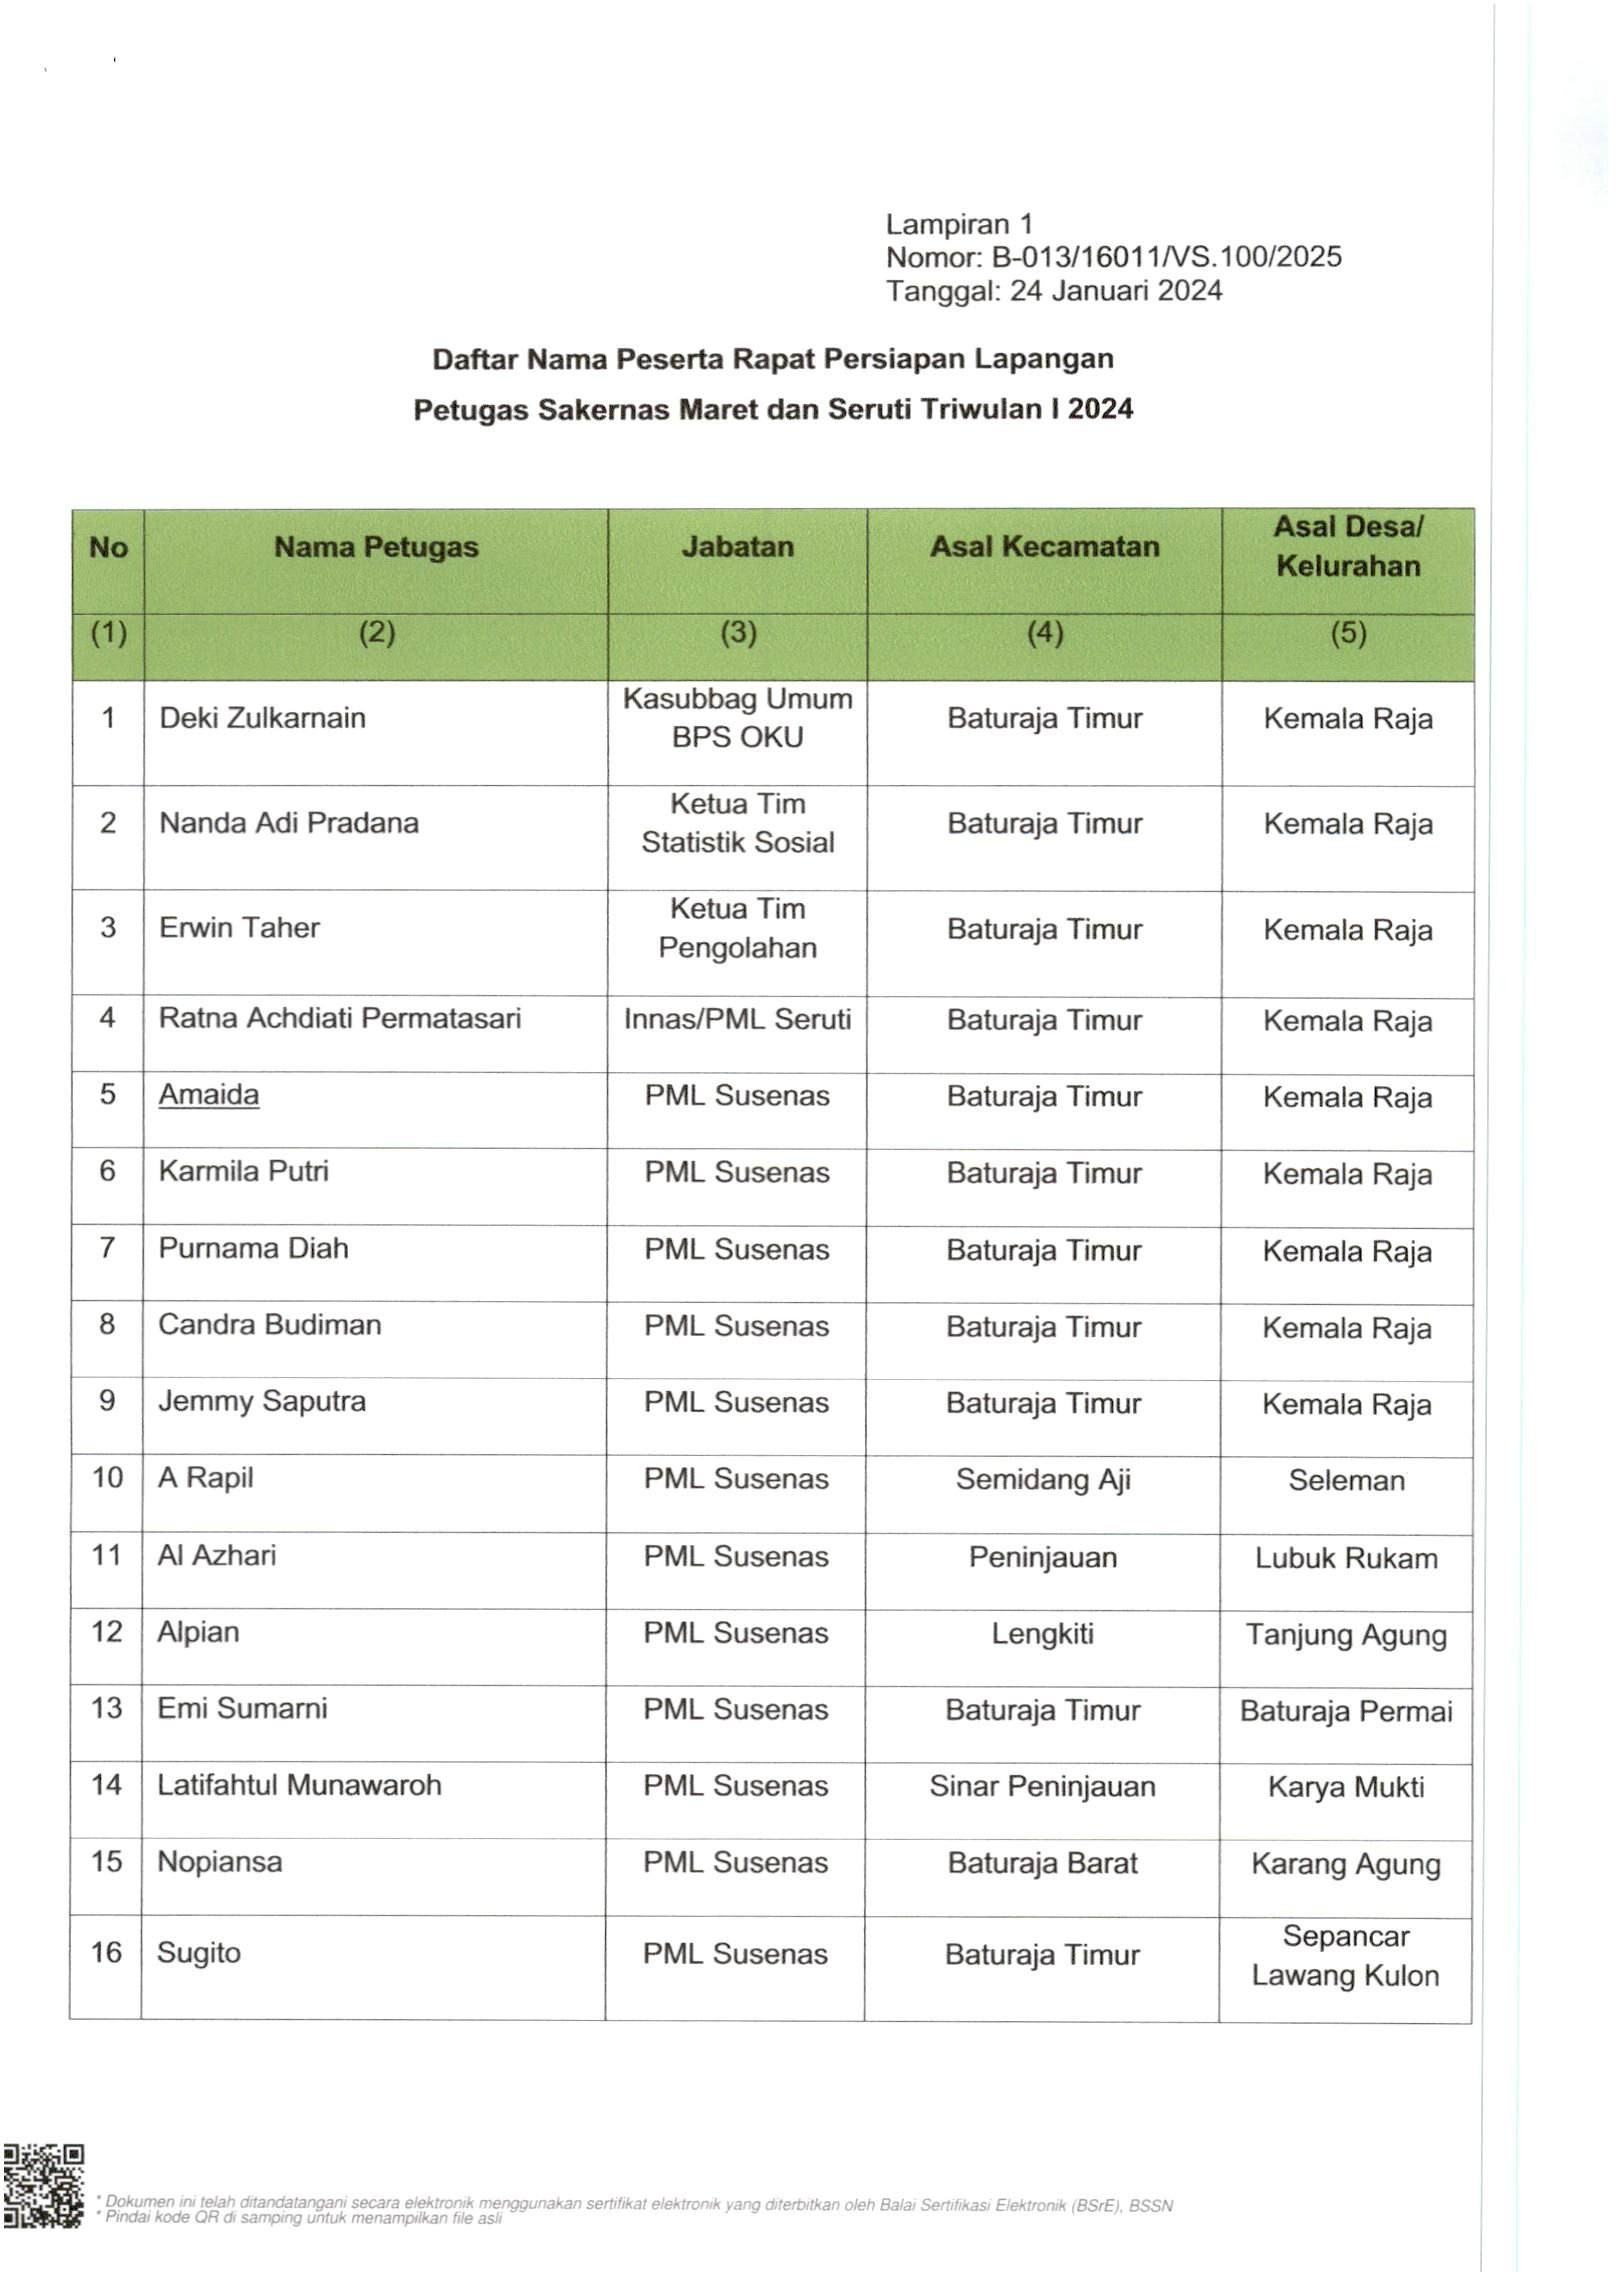 Lampiran 1
Nomor: B-013/16011/VS.100/2025
Tanggal: 24 Januari 2024
Daftar Nama Peserta Rapat Persiapan Lapangan
Petugas Sakernas Maret dan Seruti Triwulan I 2024
No Nama Petugas Jabatan Asal Kecamatan Asal Desa/
Kelurahan
(1) (2) (3) (4) (5)
1 Deki Zulkarnain Kasubbag Umum
BPS OKU Baturaja Timur Kemala Raja
2 Nanda Adi Pradana Ketua Tim
Statistik Sosial Baturaja Timur Kemala Raja
3 Erwin Taher Ketua Tim
Pengolahan Baturaja Timur Kemala Raja
4 Ratna Achdiati Permatasari Innas/PML Seruti Baturaja Timur Kemala Raja
5 Amaida PML Susenas Baturaja Timur Kemala Raja
6 Karmila Putri PML Susenas Baturaja Timur Kemala Raja
7 Purnama Diah PML Susenas Baturaja Timur Kemala Raja
8 Candra Budiman PML Susenas Baturaja Timur Kemala Raja
9 Jemmy Saputra PML Susenas Baturaja Timur Kemala Raja
10 A Rapil PML Susenas Semidang Aji Seleman
11 Al Azhari PML Susenas Peninjauan Lubuk Rukam
12 Alpian PML Susenas Lengkiti Tanjung Agung
13 Emi Sumarni PML Susenas Baturaja Timur Baturaja Permai
14 Latifahtul Munawaroh PML Susenas Sinar Peninjauan Karya Mukti
15 Nopiansa PML Susenas Baturaja Barat Karang Agung
16 Sugito PML Susenas Baturaja Timur Sepancar
Lawang Kulon
* Dokumen ini telah ditandatangani secara elektronik menggunakan sertifikat elektronik yang diterbitkan oleh Balai Sertifikasi Elektronik (BSrE), BSSN
* Pindai kode QR di samping untuk menampilkan file asli